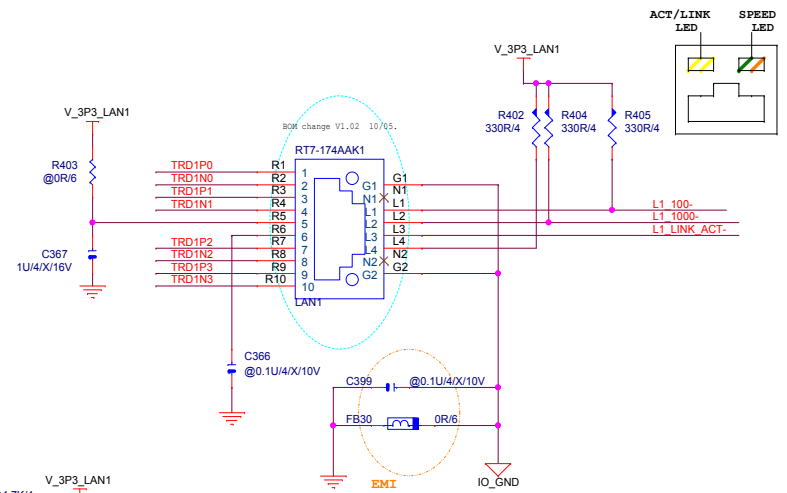 ACT/LINK SPEED
LED LED
V_3P3_LAN1
V_3P3_LAN1
BOM change V1.02 10/05.
R402
330R/4
R404
330R/4
R405
330R/4
RT7-174AAK1
R403
@0R/6
TRD1P0 R1 1 G1 G1
TRD1N0 R2 2 N1 N1
TRD1P1 R3 3 L1 L1 L1_100-
TRD1N1 R4 4 L2 L2 L1_1000-
R5 5 L3 L3 L1_LINK_ACT-
R6 6 L4 L4
TRD1P2 R7 7 N2 N2
TRD1N2 R8 8 G2 G2
TRD1P3 R9 9
TRD1N3 R10 10
LAN1
C367
1U/4/X/16V
C366
@0.1U/4/X/10V
C399 @0.1U/4/X/10V
FB30 0R/6
EMI
IO_GND
V_3P3_LAN1